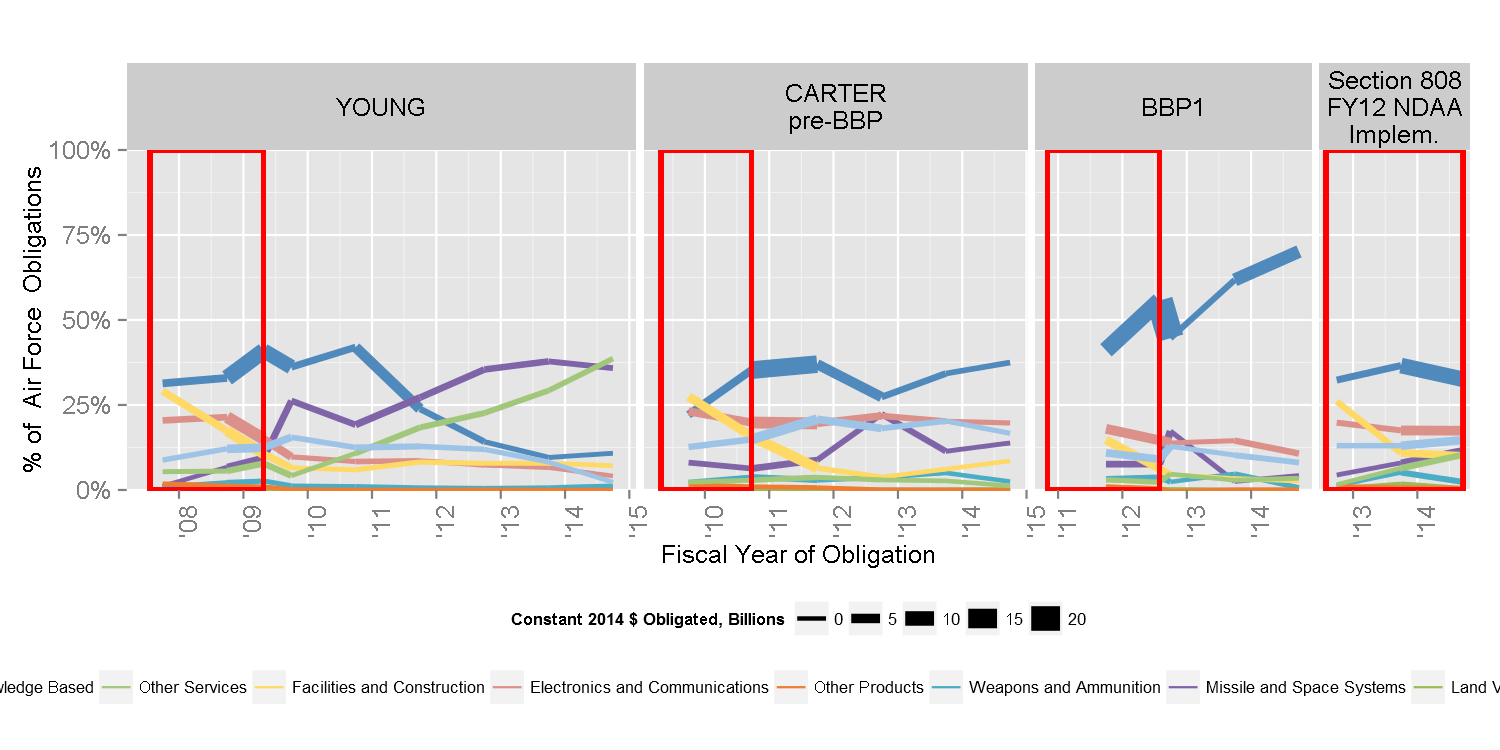 YOUNG
CARTER
pre-BBP
BBP1
Section 808
FY12 NDAA
Implem.
% of Air Force Obligations
100%
75%
50%
25%
0%
'08 '09 '10 '11 '12 '13 '14 '15
'10 '11 '12 '13 '14 '15
'11 '12 '13 '14
'13 '14
Fiscal Year of Obligation
Constant 2014 $ Obligated, Billions 0 5 10 15 20
Based Other Services Facilities and Construction Electronics and Communications Other Products Weapons and Ammunition Missile and Space Systems Land